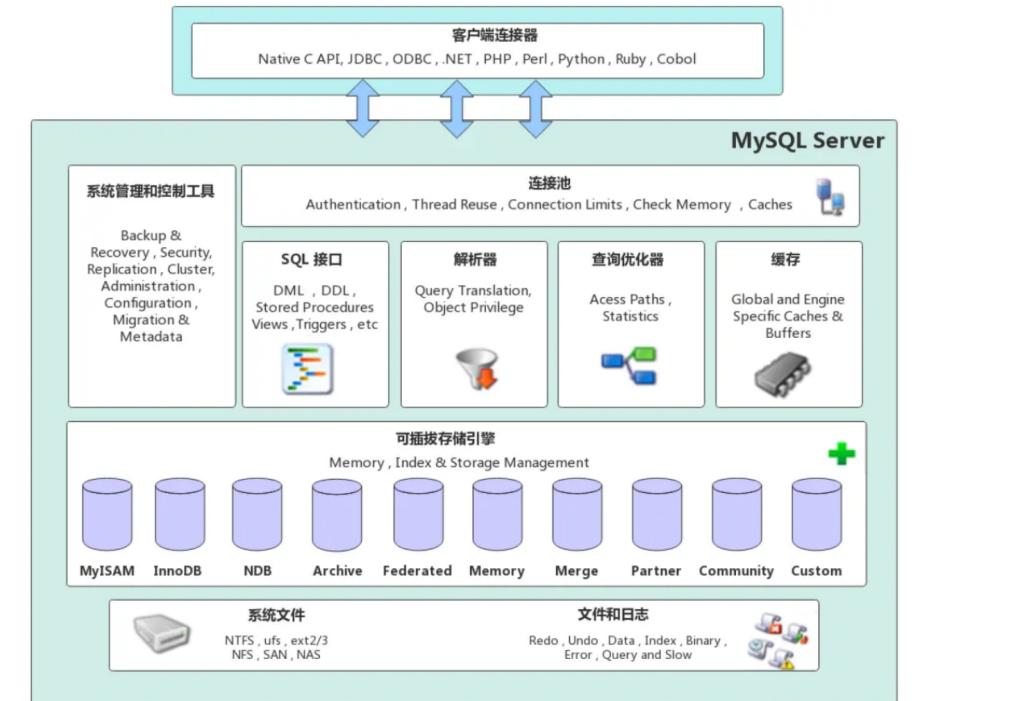 客户端连接器
Native C API, JDBC , ODBC , .NET , PHP , Perl , Python , Ruby , Cobol
MySQL Server
系统管理和控制工具
Backup &
Recovery , Security,
Replication , Cluster,
Administration ,
Configuration ,
Migration &
Metadata
连接池
Authentication , Thread Reuse , Connection Limits , Check Memory , Caches
SQL 接口
DML , DDL ,
Stored Procedures
Views ,Triggers , etc
解析器
Query Translation,
Object Privilege
查询优化器
Acess Paths ,
Statistics
缓存
Global and Engine
Specific Caches &
Buffers
可插拔存储引擎
Memory , Index & Storage Management
MyISAM
InnoDB
NDB
Archive
Federated
Memory
Merge
Partner
Community
Custom
系统文件
NTFS , ufs , ext2/3
NFS , SAN , NAS
文件和日志
Redo , Undo , Data , Index , Binary ,
Error , Query and Slow